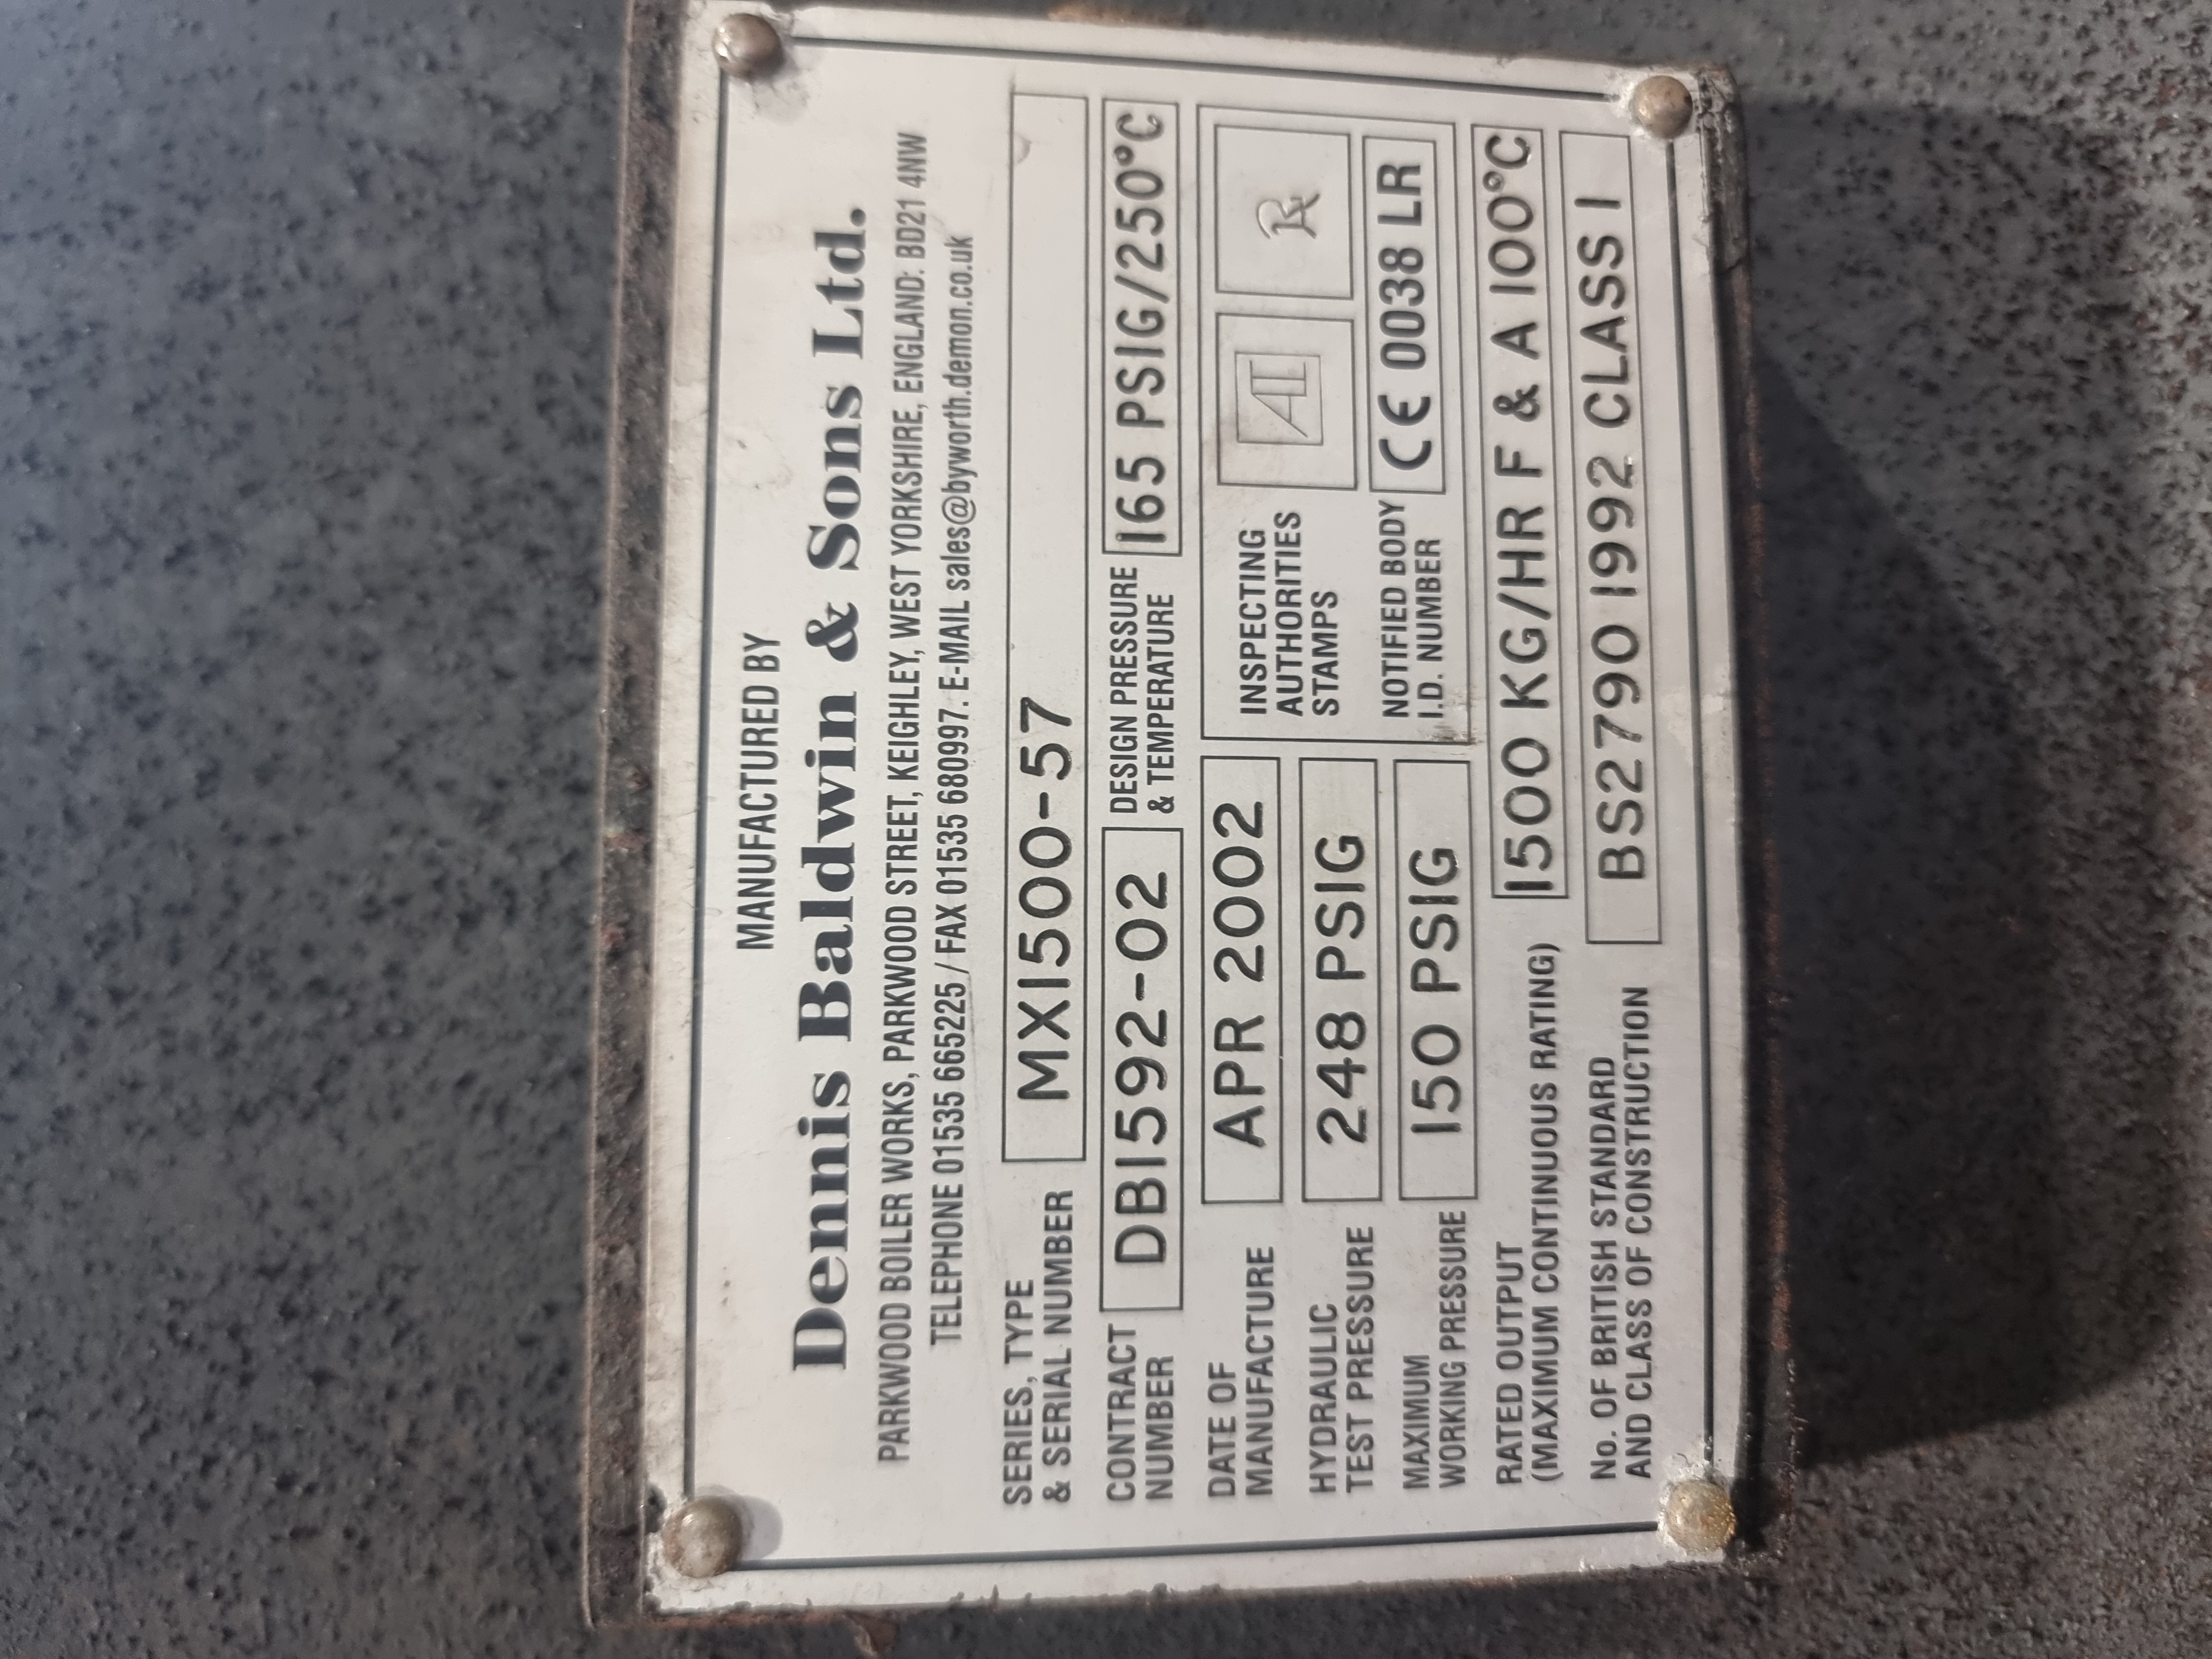 MANUFACTURED BY
Dennis Baldwin & Sons Ltd.
PARKWOOD BOILER WORKS, PARKWOOD STREET, KEIGHLEY, WEST YORKSHIRE, ENGLAND. BD21 4NW
TELEPHONE 01535 665225 / FAX 01535 680997. E-MAIL sales@byworth.demon.co.uk
SERIES, TYPE
& SERIAL NUMBER
MX1500-57
CONTRACT
NUMBER
DB1592-02
DESIGN PRESSURE
& TEMPERATURE
165 PSIG/250°C
DATE OF
MANUFACTURE
APR 2002
INSPECTING
AUTHORITIES
STAMPS
HYDRAULIC
TEST PRESSURE
248 PSIG
NOTIFIED BODY
I.D. NUMBER
CE 0038 LR
MAXIMUM
WORKING PRESSURE
150 PSIG
RATED OUTPUT
(MAXIMUM CONTINUOUS RATING)
1500 KG/HR F & A 100°C
No. OF BRITISH STANDARD
AND CLASS OF CONSTRUCTION
BS2790 1992 CLASS 1